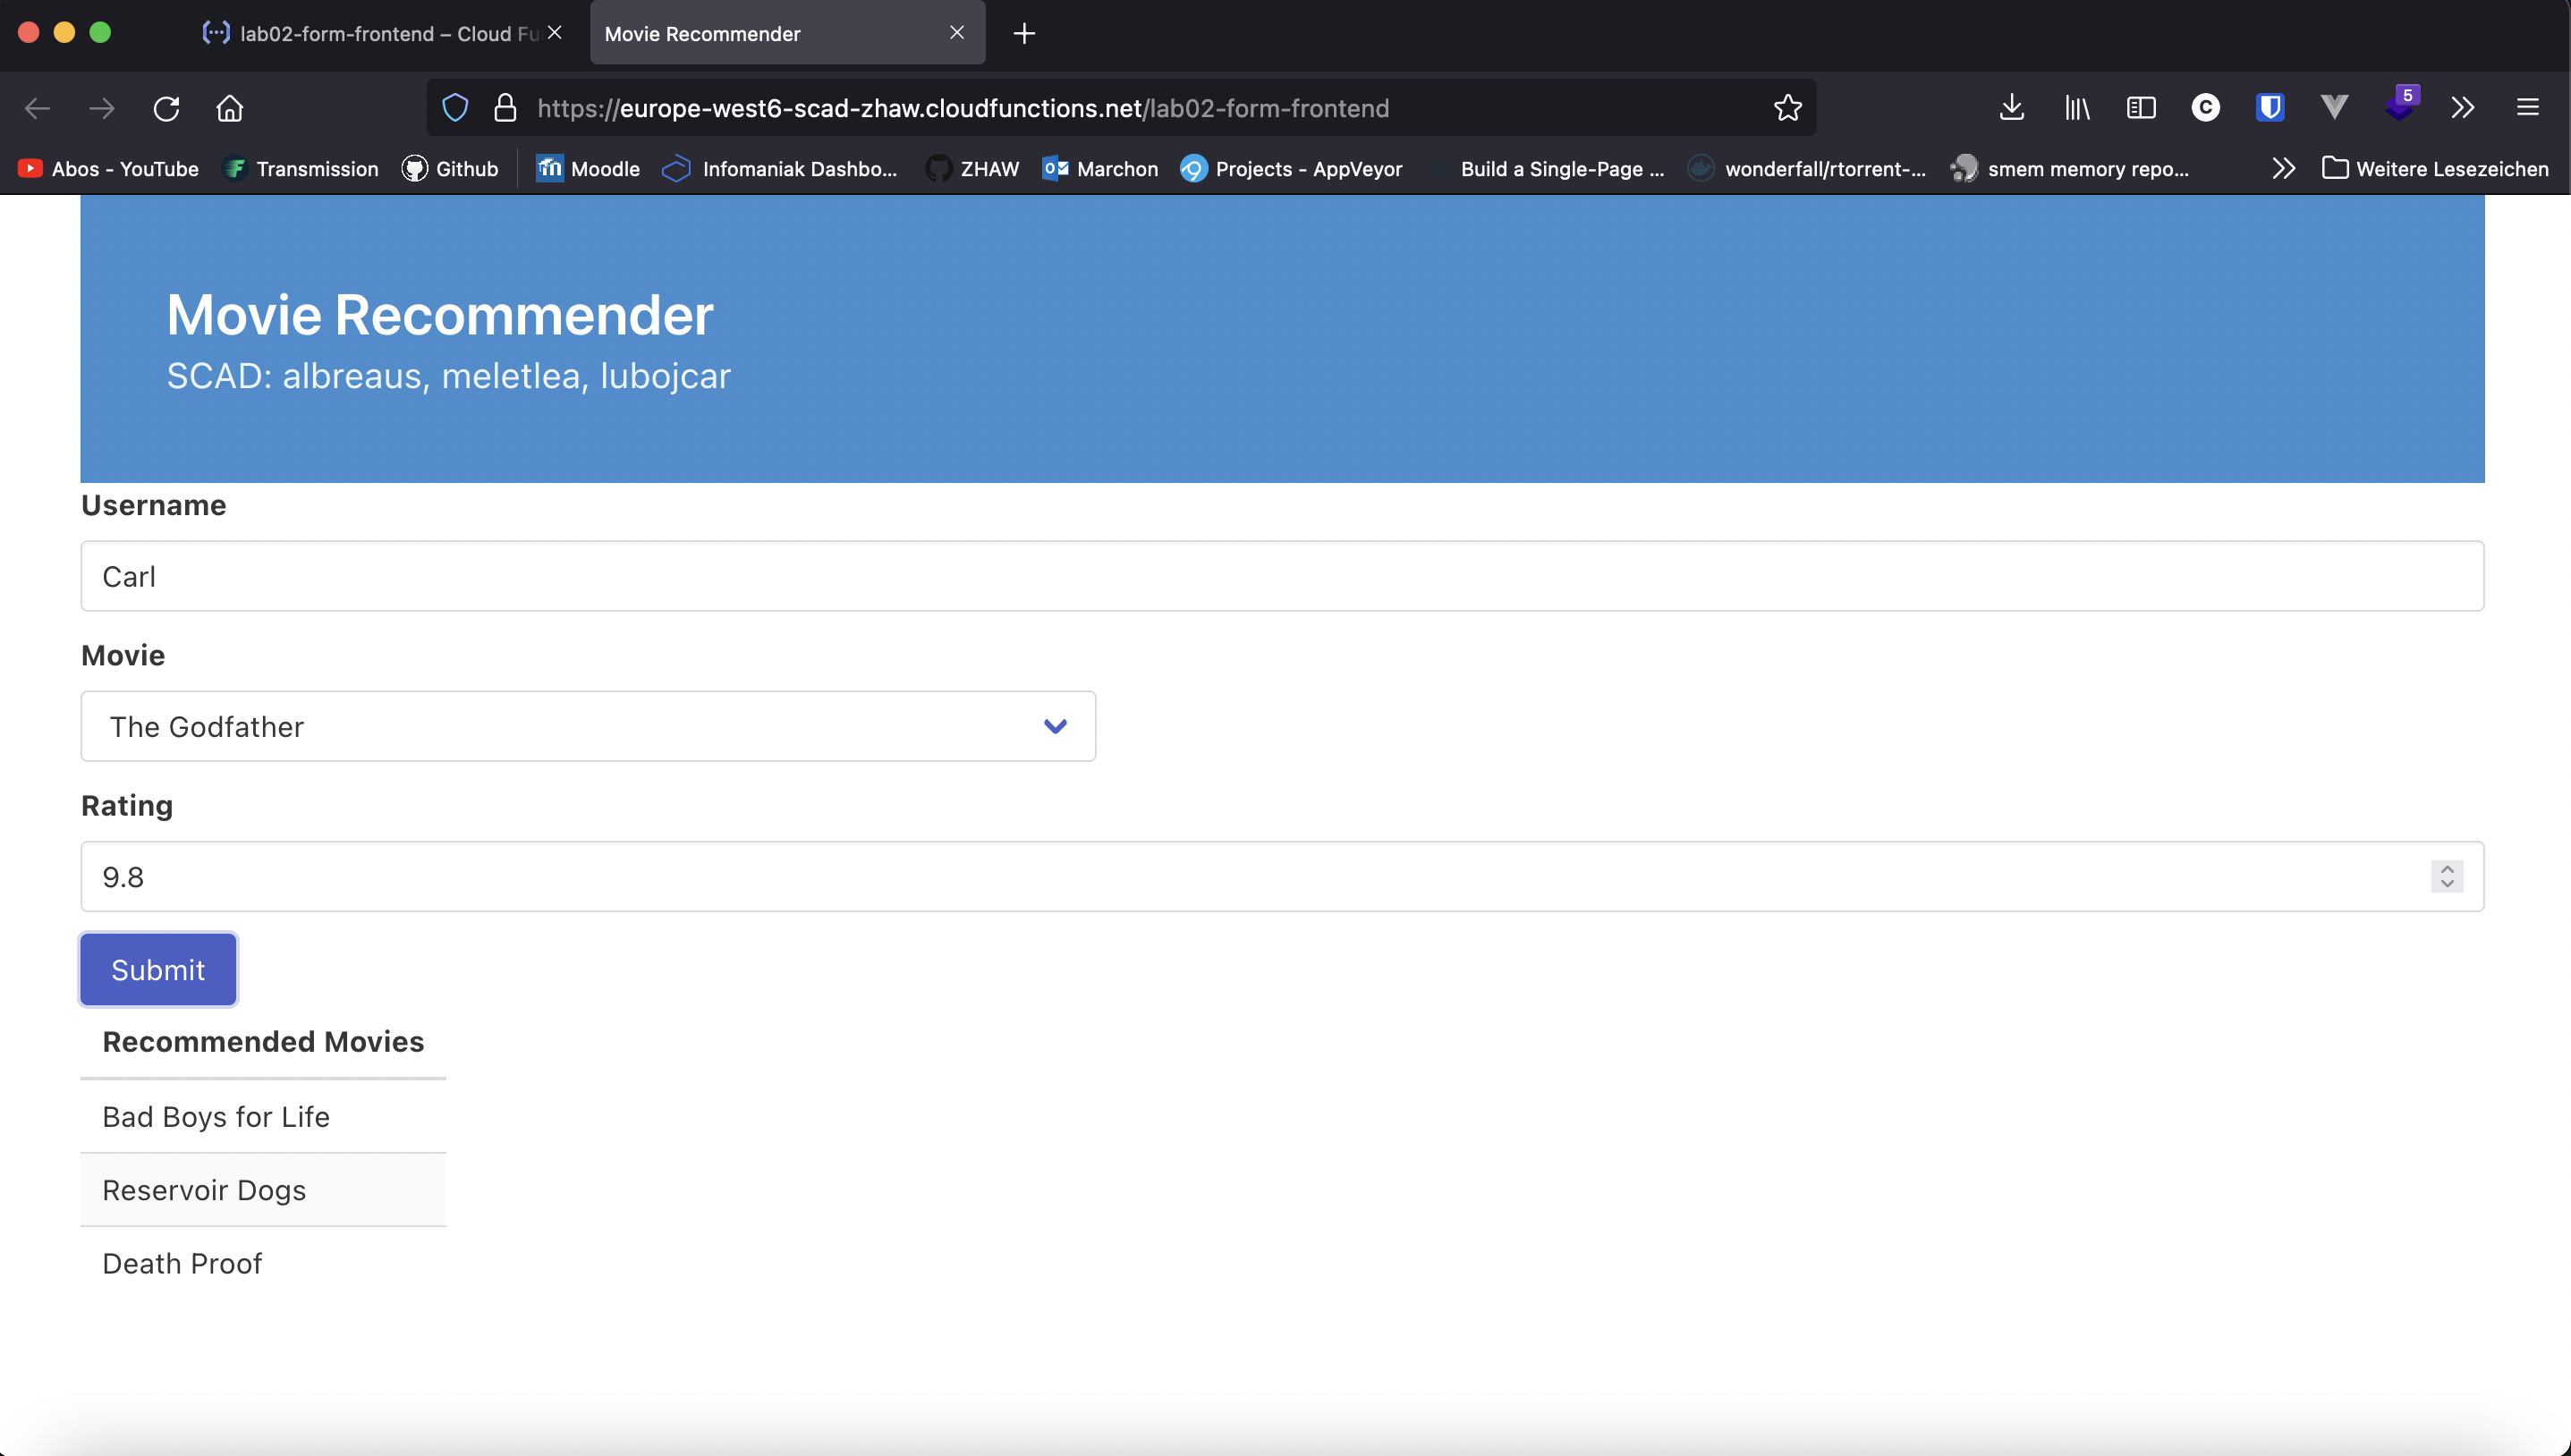 lab02-form-frontend – Cloud Fu
Movie Recommender
https://europe-west6-scad-zhaw.cloudfunctions.net/lab02-form-frontend
5
Abos - YouTube Transmission Github Moodle Infomaniak Dashbo... ZHAW Marchon Projects - AppVeyor Build a Single-Page ... wonderfall/rtorrent-... smem memory repo... Weitere Lesezeichen
Movie Recommender
SCAD: albreaus, meletlea, lubojcar
Username
Carl
Movie
The Godfather
Rating
9.8
Submit
Recommended Movies
Bad Boys for Life
Reservoir Dogs
Death Proof